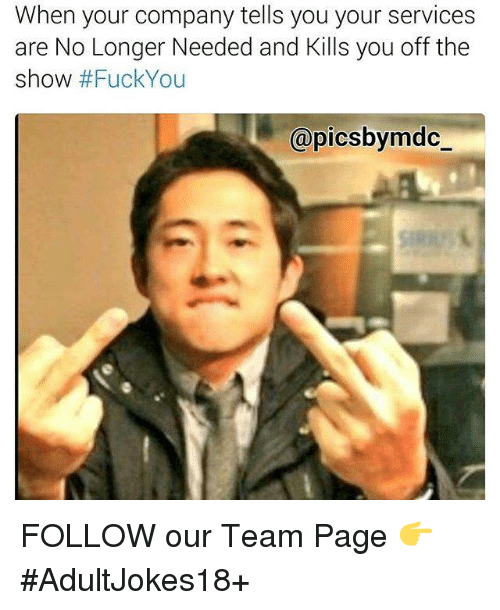 When your company tells you your services
are No Longer Needed and Kills you off the
show #FuckYou
@picsbymdc_
SIRIUS
FOLLOW our Team Page 👉
#AdultJokes18+